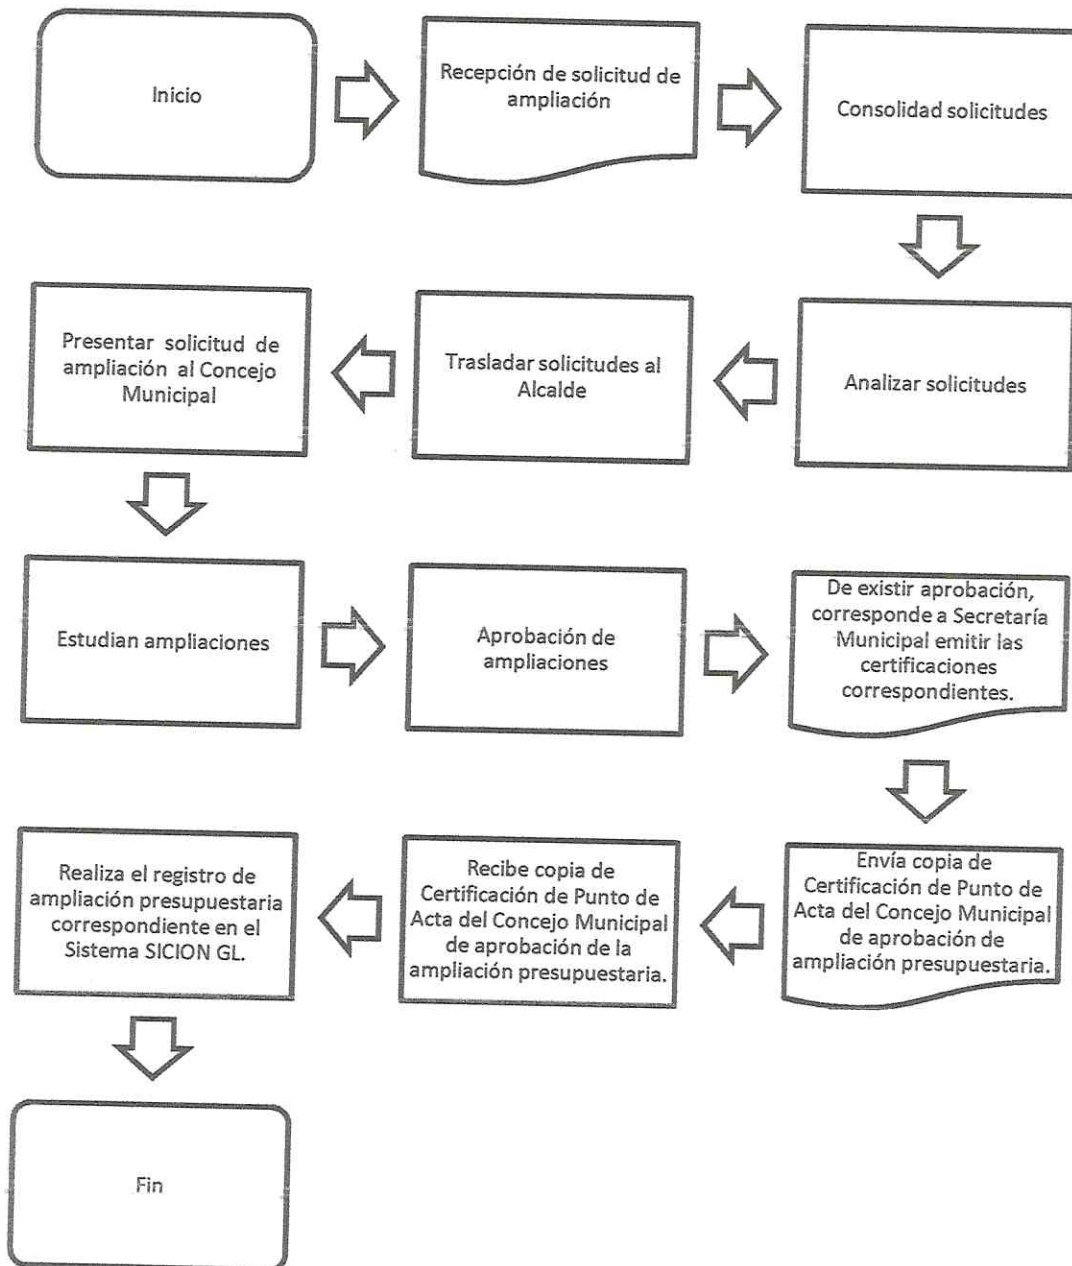 Inicio
Recepción de solicitud de
ampliación
Consolidad solicitudes
Analizar solicitudes
Trasladar solicitudes al
Alcalde
Presentar solicitud de
ampliación al Concejo
Municipal
Estudian ampliaciones
Aprobación de
ampliaciones
De existir aprobación,
corresponde a Secretaría
Municipal emitir las
certificaciones
correspondientes.
Envía copia de
Certificación de Punto de
Acta del Concejo Municipal
de aprobación de
ampliación presupuestaria.
Recibe copia de
Certificación de Punto de
Acta del Concejo Municipal
de aprobación de la
ampliación presupuestaria.
Realiza el registro de
ampliación presupuestaria
correspondiente en el
Sistema SICION GL.
Fin